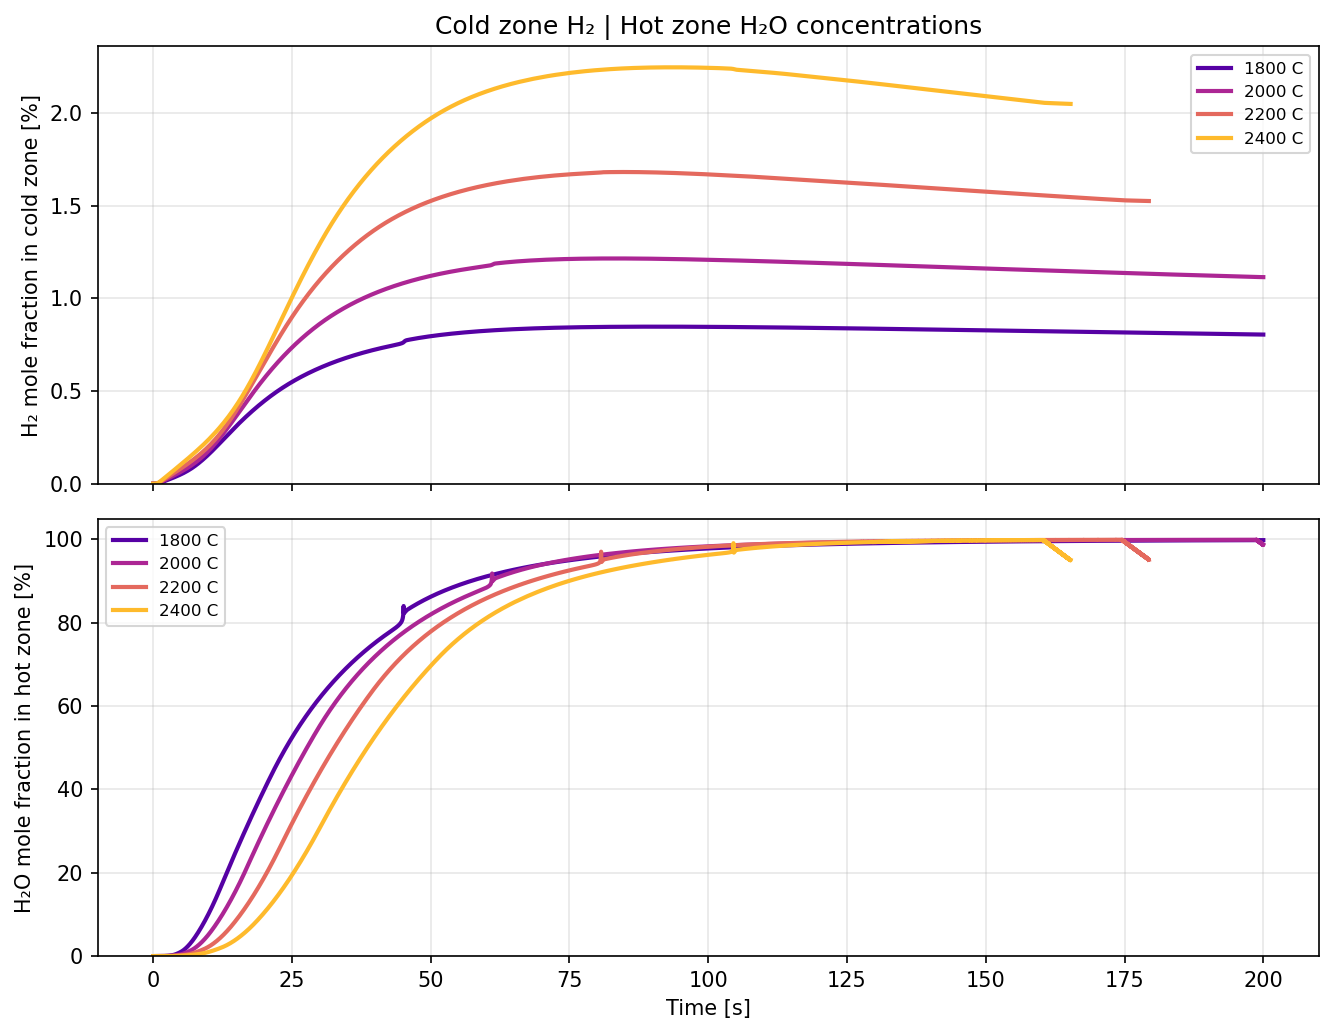 Cold zone H₂ | Hot zone H₂O concentrations
H₂ mole fraction in cold zone [%]
2.0
1.5
1.0
0.5
0.0
1800 C
2000 C
2200 C
2400 C
H₂O mole fraction in hot zone [%]
100
80
60
40
20
0
1800 C
2000 C
2200 C
2400 C
0 25 50 75 100 125 150 175 200
Time [s]